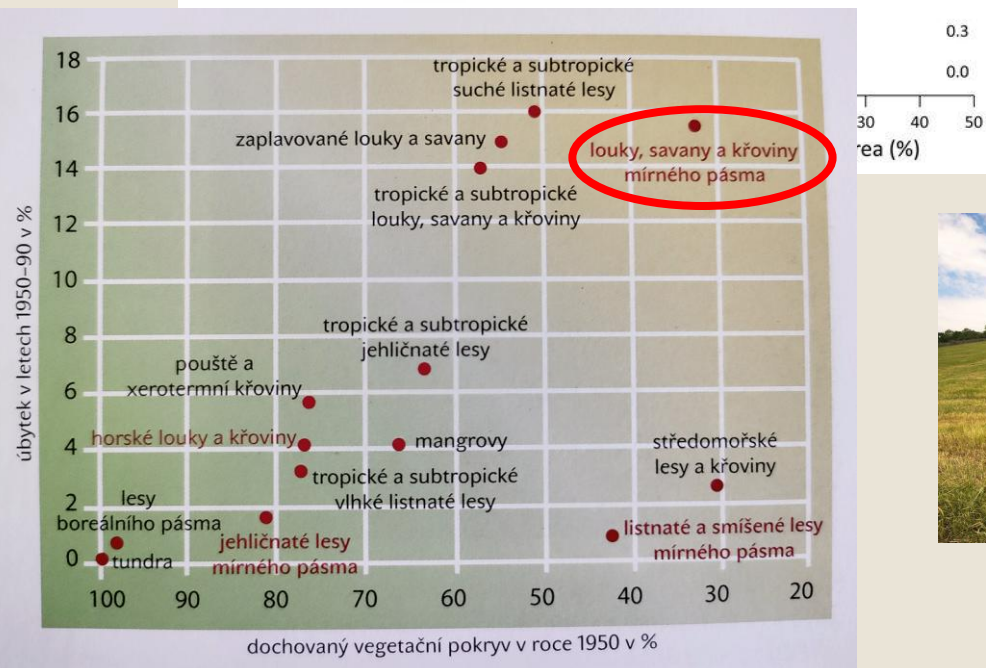 0.3
0.0
30 40 50
rea (%)
18
16
14
12
10
8
6
4
2
0
úbytek v letech 1950–90 v %
tropické a subtropické
suché listnaté lesy
zaplavované louky a savany
louky, savany a křoviny
mírného pásma
tropické a subtropické
louky, savany a křoviny
tropické a subtropické
jehličnaté lesy
pouště a
xerotermní křoviny
horské louky a křoviny
mangrovy
středomořské
lesy a křoviny
tropické a subtropické
vlhké listnaté lesy
lesy
boreálního pásma
tundra
jehličnaté lesy
mírného pásma
listnaté a smíšené lesy
mírného pásma
100 90 80 70 60 50 40 30 20
dochovaný vegetační pokryv v roce 1950 v %